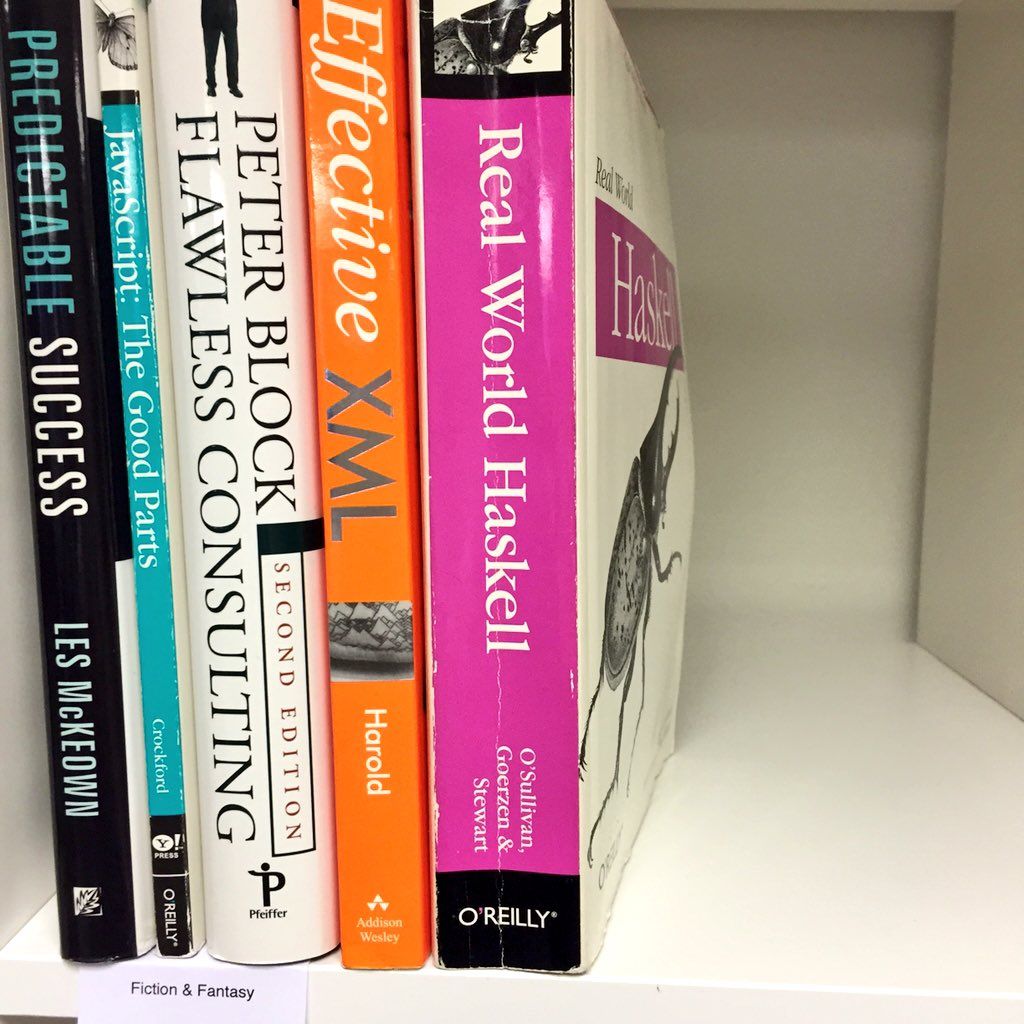 PREDICTABLE SUCCESS
LES McKEOWN
JavaScript: The Good Parts
Crockford
Y!
PRESS
O'REILLY®
PETER BLOCK
FLAWLESS CONSULTING
SECOND EDITION
Pfeiffer
Effective XML
Harold
Addison
Wesley
Real World Haskell
O'Sullivan,
Goerzen &
Stewart
O'REILLY®
Real World
Haskell
Fiction & Fantasy